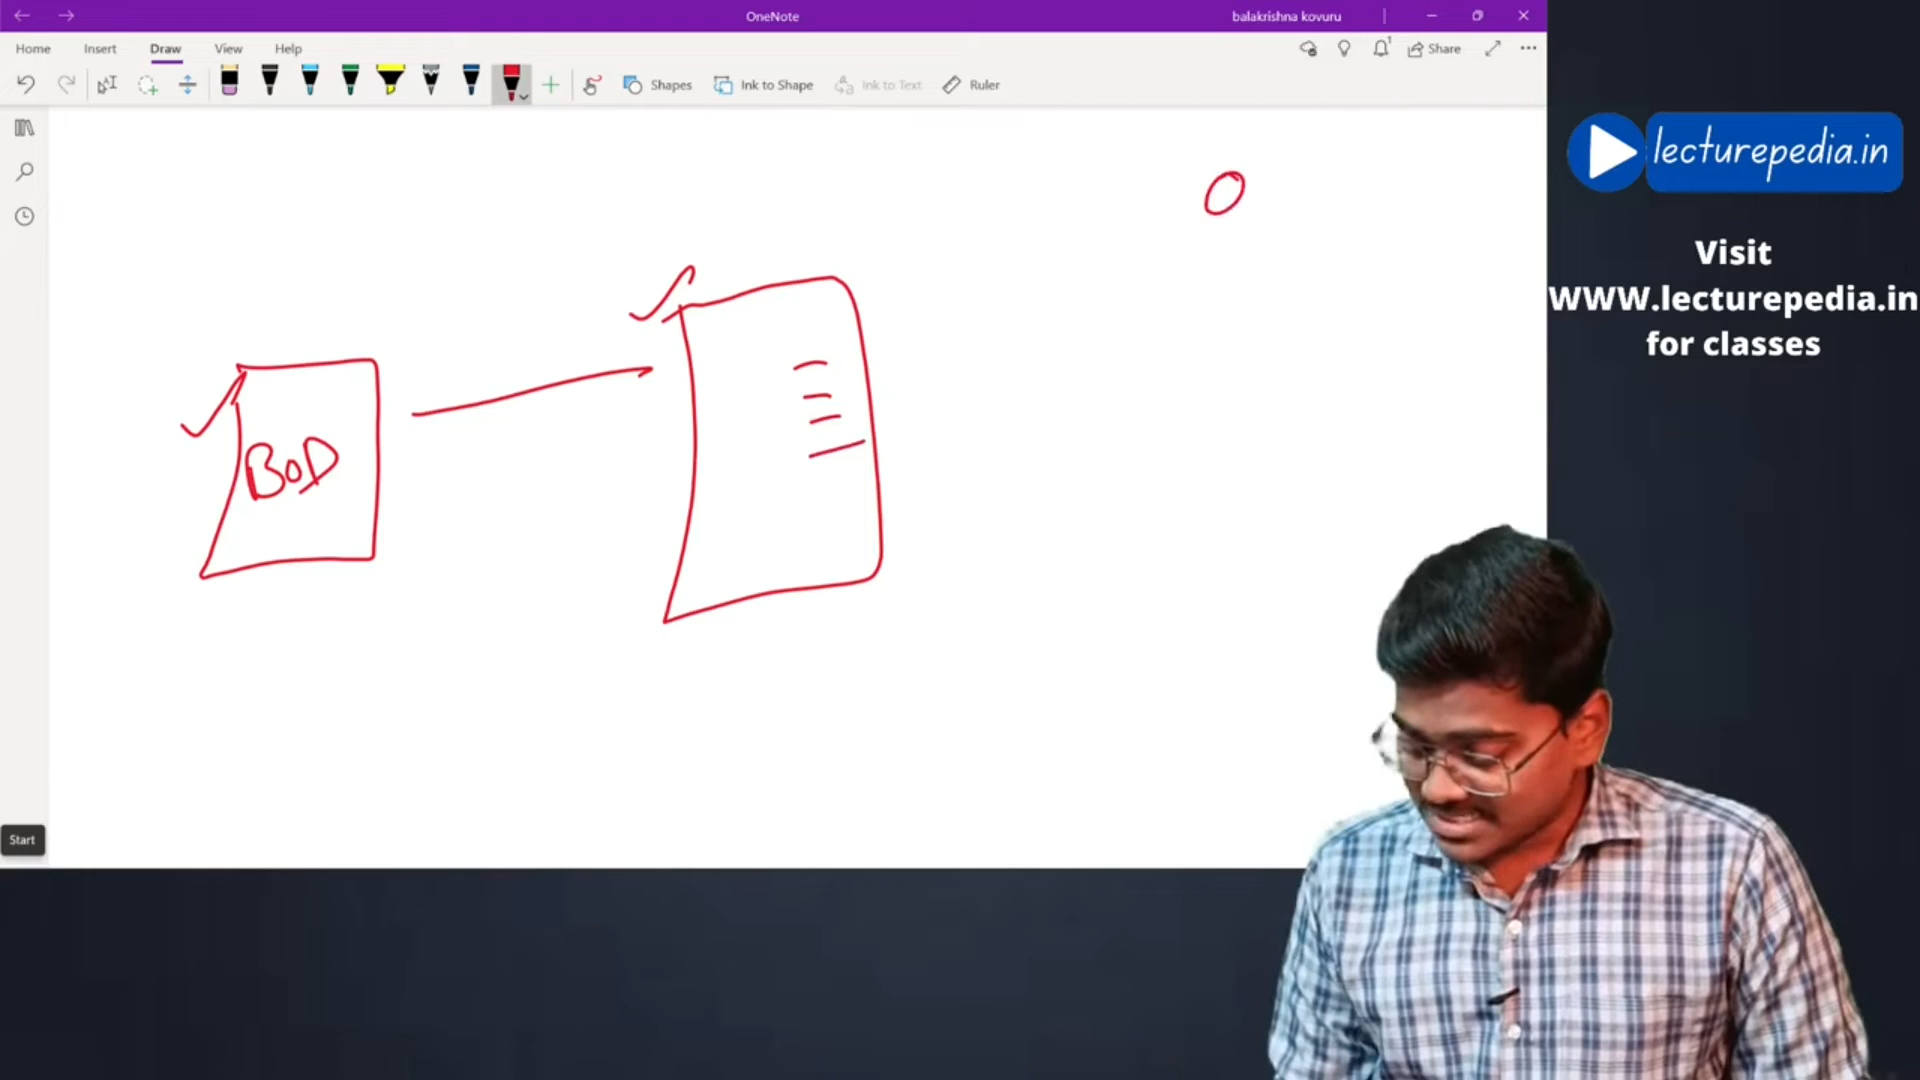 OneNote
balakrishna kovuru
Home Insert Draw View Help
1
Share
Shapes
Ink to Shape
Ink to Text
Ruler
O
BOD
Start
lecturepedia.in
Visit
WWW.lecturepedia.in
for classes